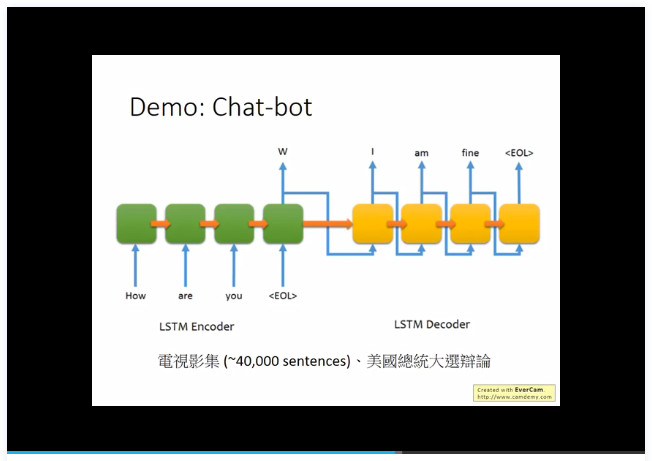 Demo: Chat-bot
W I am fine <EOL>
How are you <EOL>
LSTM Encoder LSTM Decoder
電視影集 (~40,000 sentences)、美國總統大選辯論
Created with EverCam.
http://www.camdemy.com